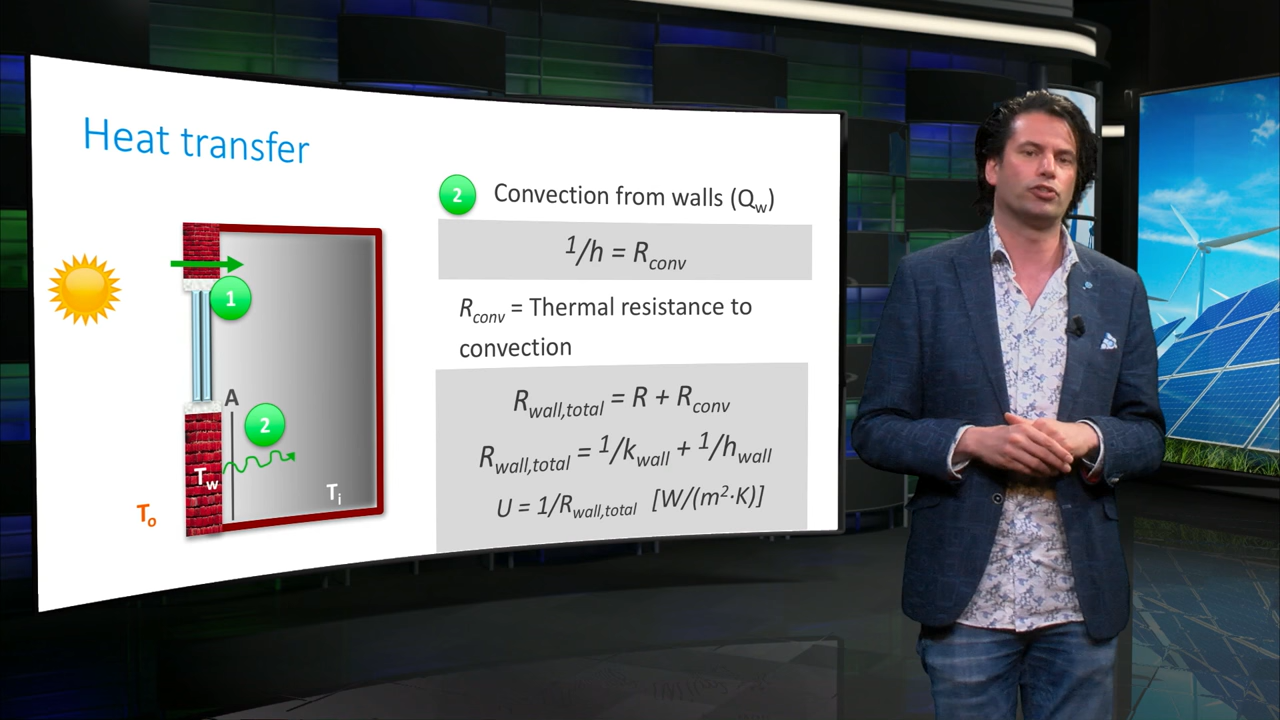 Heat transfer
2 Convection from walls (Qw)
1/h = Rconv
Rconv = Thermal resistance to
convection
Rwall,total = R + Rconv
Rwall,total = 1/kwall + 1/hwall
U = 1/Rwall,total [W/(m²·K)]
1
A
2
Tw
Ti
To